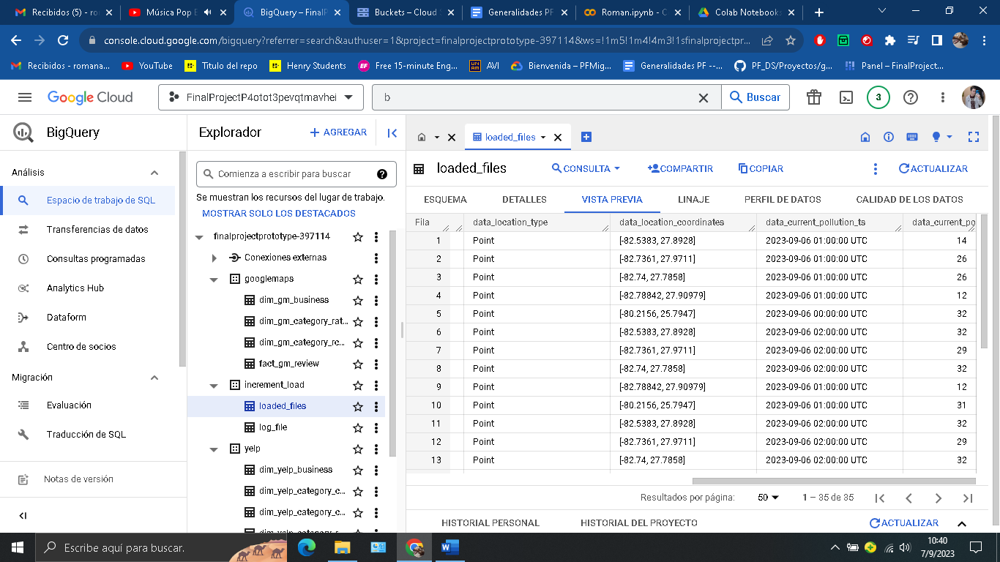 Recibidos (5) - rom
Música Pop E
BigQuery – FinalP
Buckets – Cloud
Generalidades PF
Roman.ipynb - C
Colab Notebooks
console.cloud.google.com/bigquery?referrer=search&authuser=1&project=finalprojectprototype-397114&ws=!1m5!1m4!4m3!1sfinalprojectpr...
Recibidos - romana...
YouTube
Titulo del repo
Henry Students
Free 15-minute Eng...
AVI
Bienvenida – PFMig...
Generalidades PF --...
PF_DS/Proyectos/g...
Panel – FinalProject...
Google Cloud
FinalProjectP4otot3pevqtmavhei
b
Buscar
3
BigQuery
Explorador
AGREGAR
loaded_files
Análisis
Espacio de trabajo de SQL
Transferencias de datos
Consultas programadas
Analytics Hub
Dataform
Centro de socios
Migración
Evaluación
Traducción de SQL
Notas de versión
Comienza a escribir para buscar
Se muestran los recursos del lugar de trabajo.
MOSTRAR SOLO LOS DESTACADOS
finalprojectprototype-397114
Conexiones externas
googlemaps
dim_gm_business
dim_gm_category_rat...
dim_gm_category_re...
fact_gm_review
increment_load
loaded_files
log_file
yelp
dim_yelp_business
dim_yelp_category_c...
dim_yelp_category_c...
loaded_files
CONSULTA
COMPARTIR
COPIAR
ACTUALIZAR
ESQUEMA DETALLES VISTA PREVIA LINAJE PERFIL DE DATOS CALIDAD DE LOS DATOS
Fila data_location_type data_location_coordinates data_current_pollution_ts data_current_po
1 Point [-82.5383, 27.8928] 2023-09-06 01:00:00 UTC 14
2 Point [-82.7361, 27.9711] 2023-09-06 01:00:00 UTC 26
3 Point [-82.74, 27.7858] 2023-09-06 01:00:00 UTC 26
4 Point [-82.78842, 27.90979] 2023-09-06 01:00:00 UTC 12
5 Point [-80.2156, 25.7947] 2023-09-06 00:00:00 UTC 32
6 Point [-82.5383, 27.8928] 2023-09-06 02:00:00 UTC 32
7 Point [-82.7361, 27.9711] 2023-09-06 02:00:00 UTC 29
8 Point [-82.74, 27.7858] 2023-09-06 02:00:00 UTC 32
9 Point [-82.78842, 27.90979] 2023-09-06 01:00:00 UTC 12
10 Point [-80.2156, 25.7947] 2023-09-06 01:00:00 UTC 31
11 Point [-82.5383, 27.8928] 2023-09-06 02:00:00 UTC 32
12 Point [-82.7361, 27.9711] 2023-09-06 02:00:00 UTC 29
13 Point [-82.74, 27.7858] 2023-09-06 02:00:00 UTC 32
Resultados por página: 50 1 – 35 de 35
HISTORIAL PERSONAL HISTORIAL DEL PROYECTO ACTUALIZAR
Escribe aquí para buscar.
10:40
7/9/2023